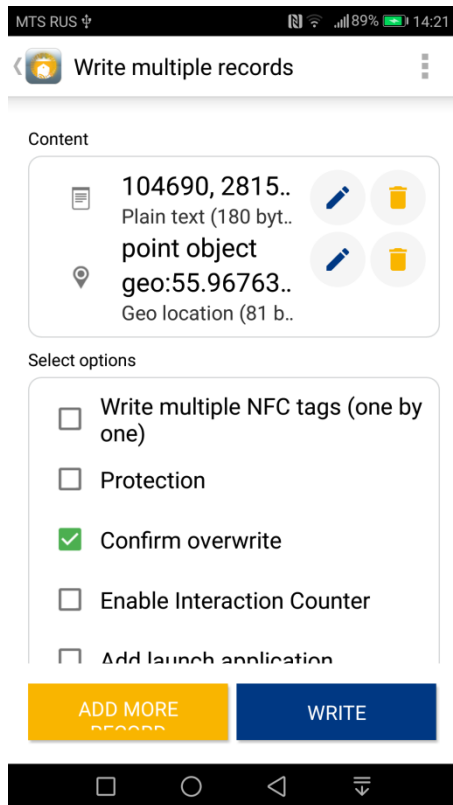 MTS RUS 89% 14:21
Write multiple records
Content
104690, 2815..
Plain text (180 byt..
point objec
geo:55.96763..
Geo location (81 b..
Select options
Write multiple NFC tags (one by
one)
Protection
Confirm overwrite
Enable Interaction Counter
Add launch application
ADD MORE
RECORD
WRITE